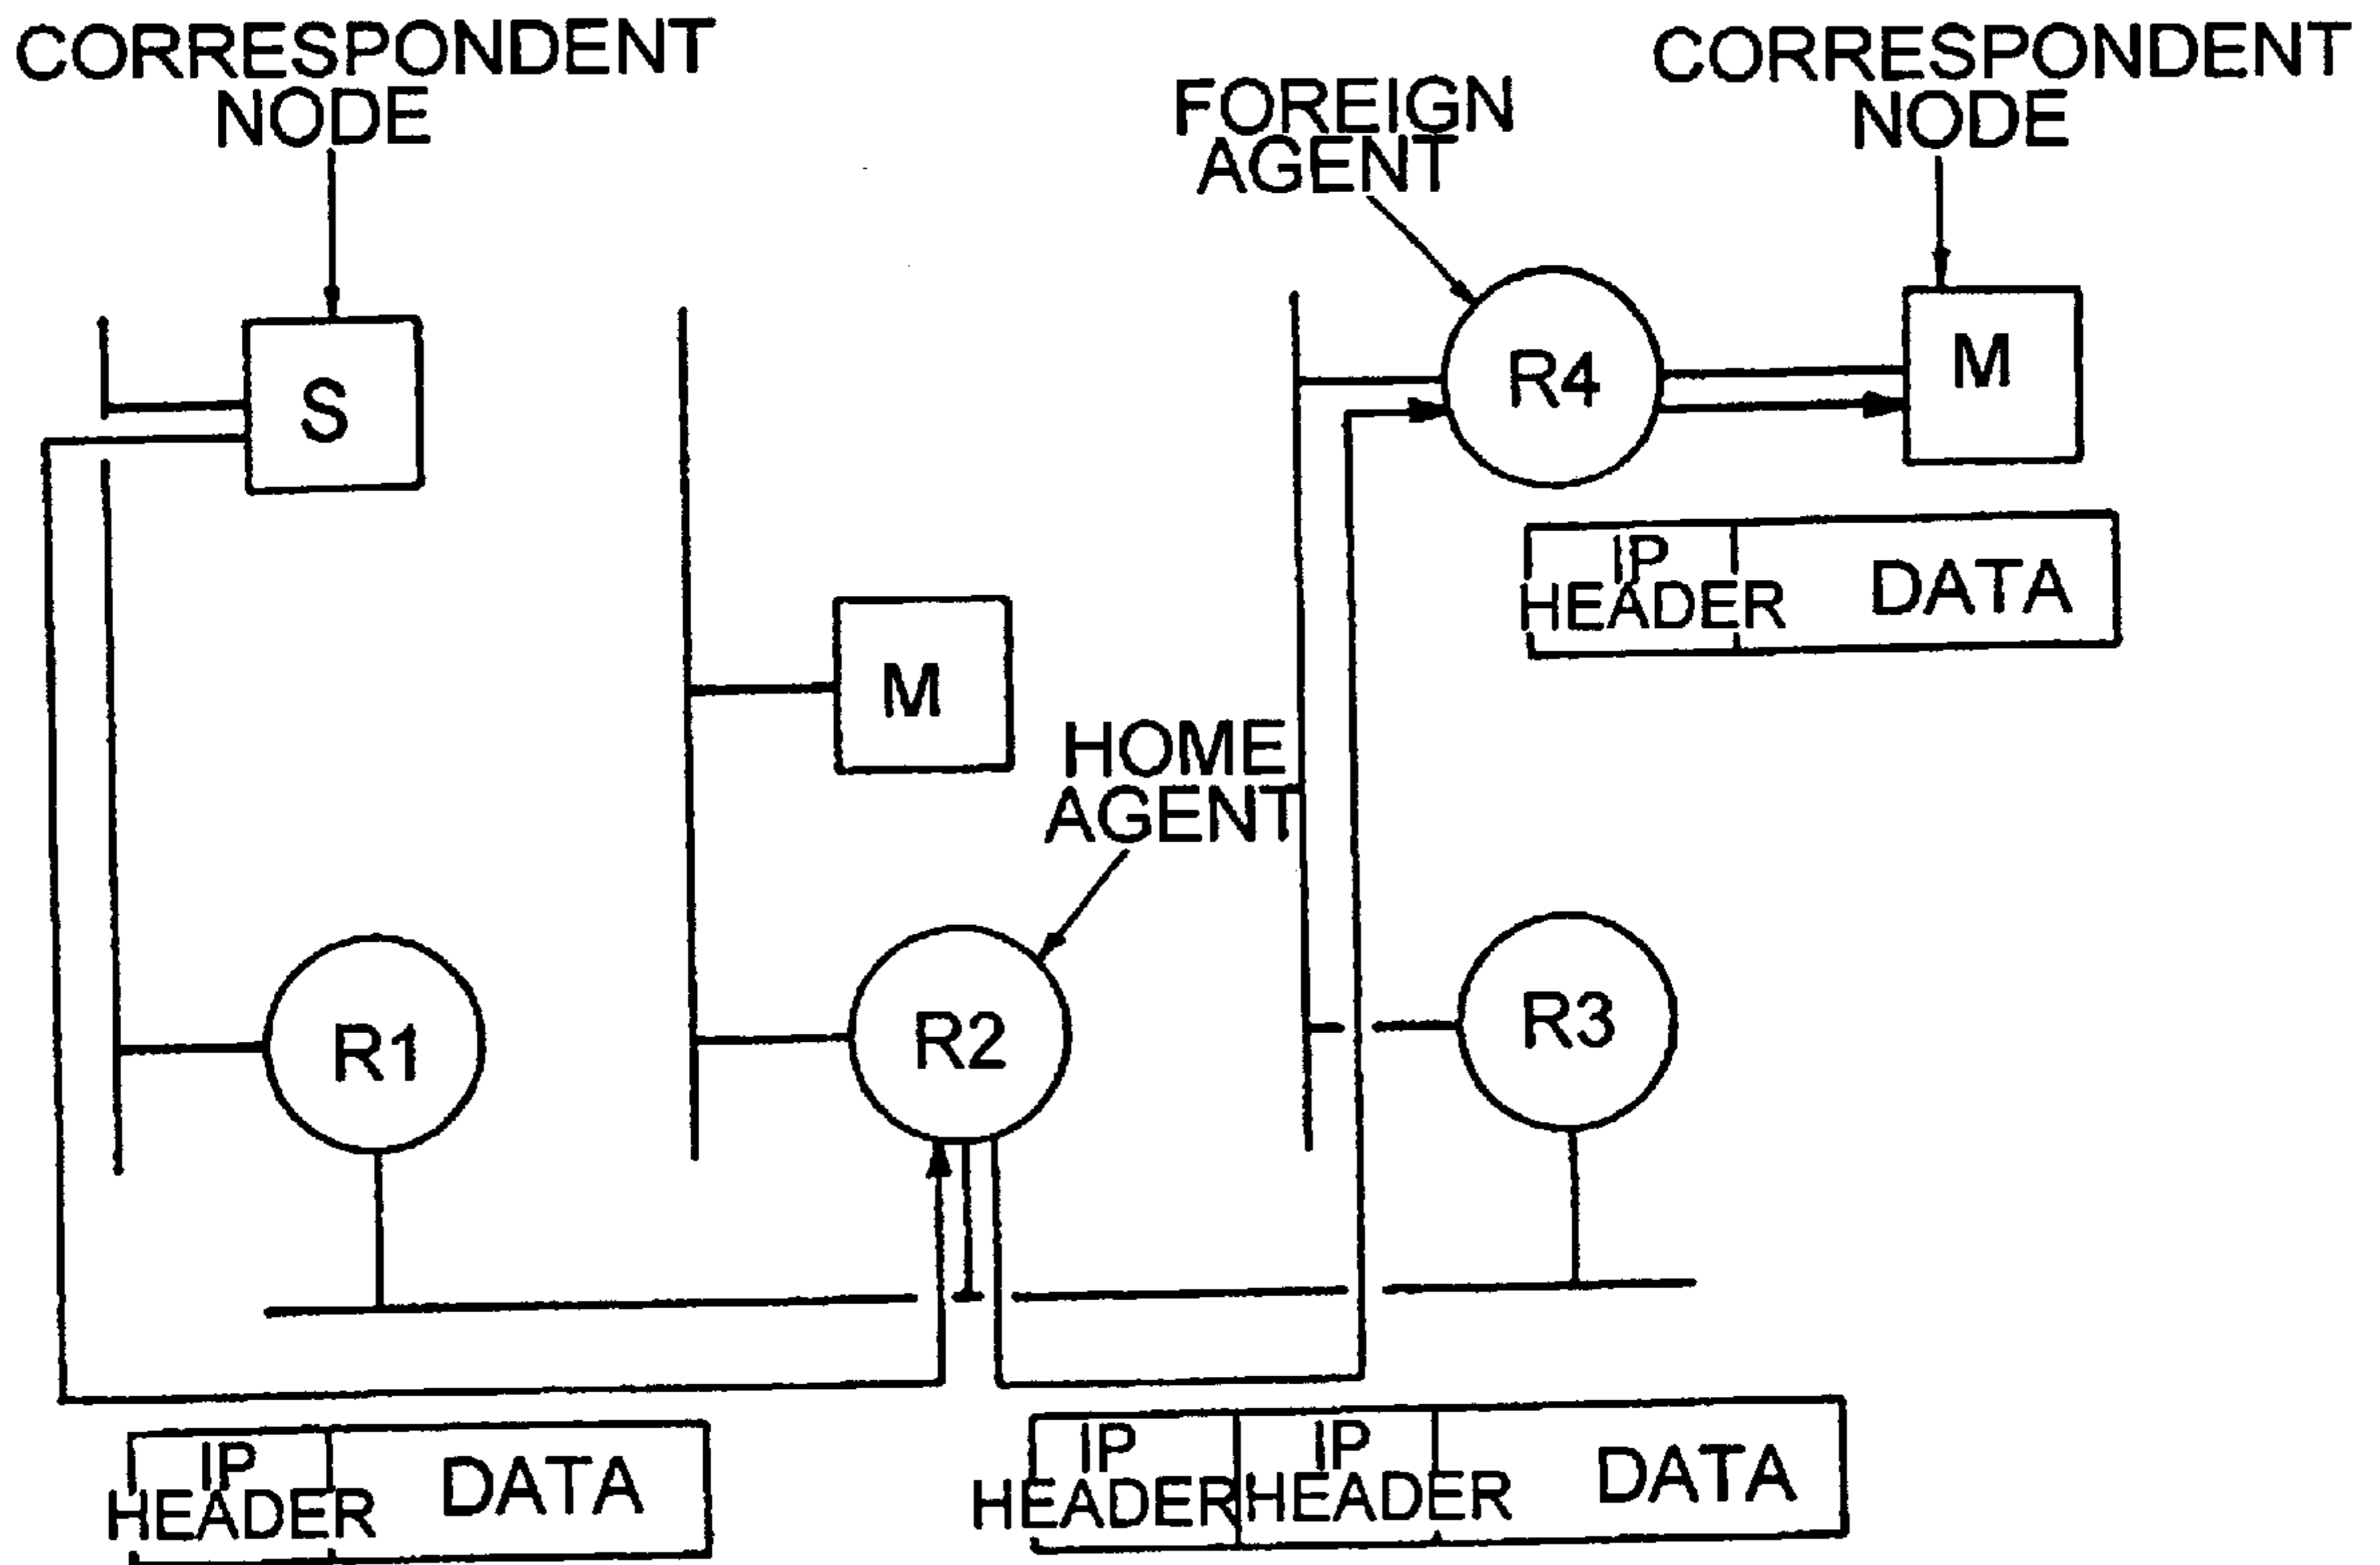 CORRESPONDENT
NODE
FOREIGN
AGENT
CORRESPONDENT
NODE
S
R4
M
IP
HEADER
DATA
M
HOME
AGENT
R1
R2
R3
IP
HEADER
DATA
IP
HEADER
IP
HEADER
DATA